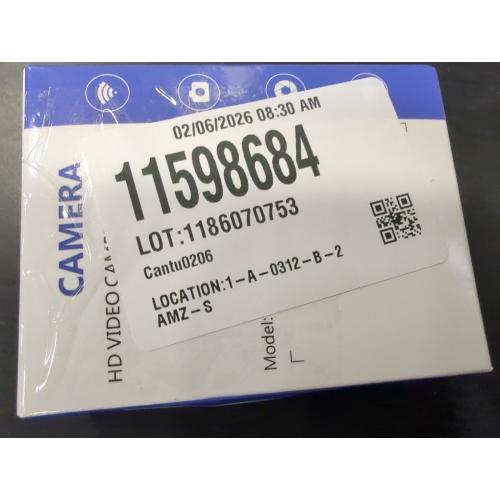 02/06/2026 08:30 AM
11598684
LOT:1186070753
Cantu0206
LOCATION:1-A-0312-B-2
AMZ-S
CAMERA
HD VIDEO
Model: